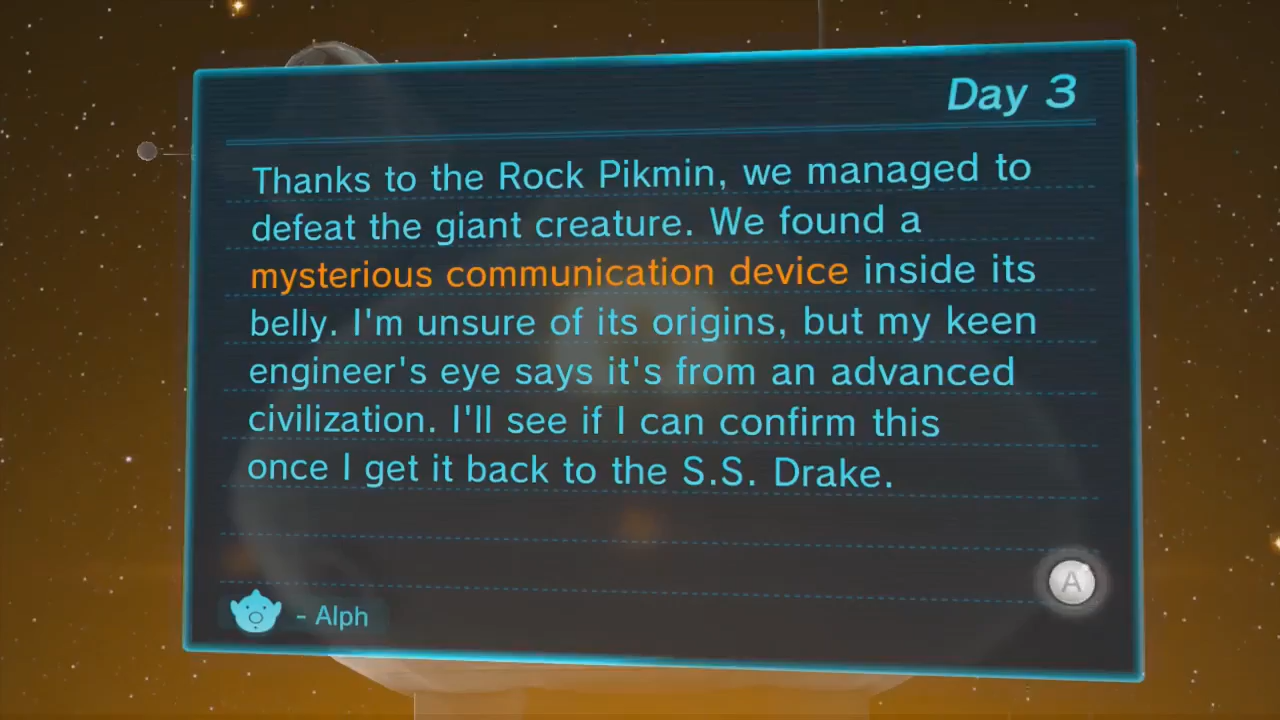 Day 3
Thanks to the Rock Pikmin, we managed to
defeat the giant creature. We found a
mysterious communication device inside its
belly. I'm unsure of its origins, but my keen
engineer's eye says it's from an advanced
civilization. I'll see if I can confirm this
once I get it back to the S.S. Drake.
A
- Alph